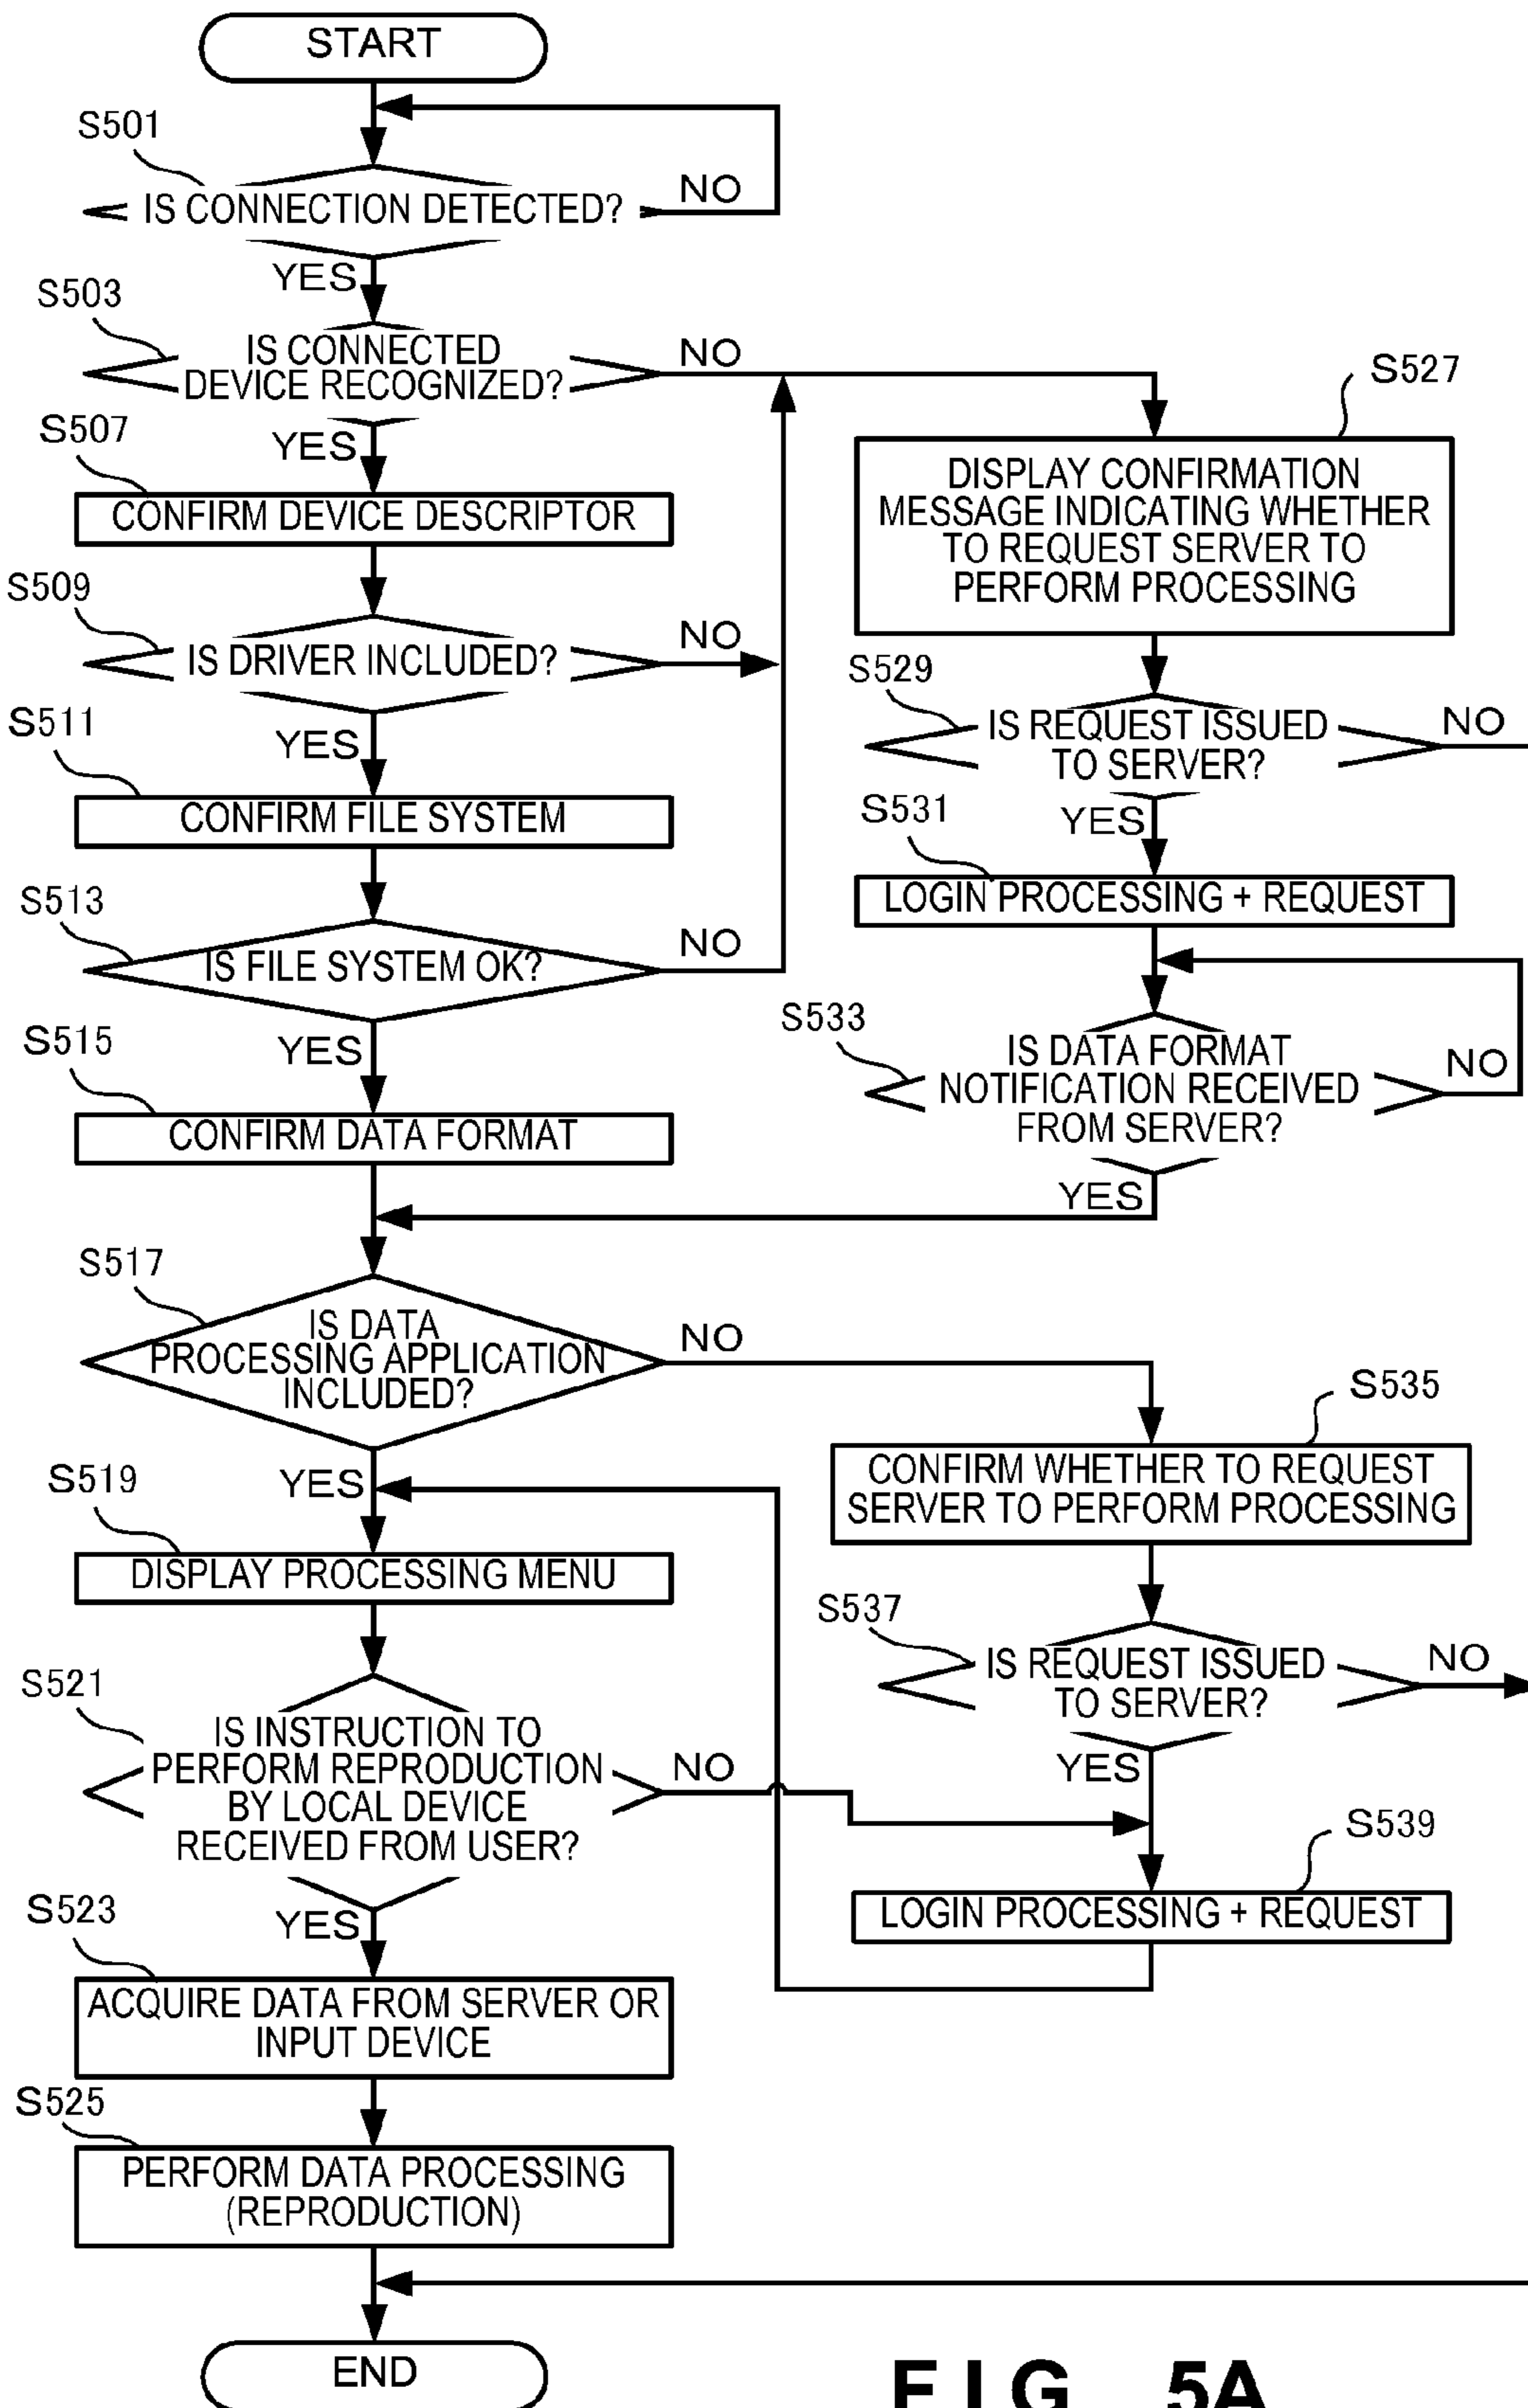 START
S501
IS CONNECTION DETECTED?
NO
YES
S503
IS CONNECTED
DEVICE RECOGNIZED?
NO
YES
S507
CONFIRM DEVICE DESCRIPTOR
S509
IS DRIVER INCLUDED?
NO
YES
S511
CONFIRM FILE SYSTEM
S513
IS FILE SYSTEM OK?
NO
YES
S515
CONFIRM DATA FORMAT
S527
DISPLAY CONFIRMATION
MESSAGE INDICATING WHETHER
TO REQUEST SERVER TO
PERFORM PROCESSING
S529
IS REQUEST ISSUED
TO SERVER?
NO
YES
S531
LOGIN PROCESSING + REQUEST
S533
IS DATA FORMAT
NOTIFICATION RECEIVED
FROM SERVER?
NO
YES
S517
IS DATA
PROCESSING APPLICATION
INCLUDED?
NO
YES
S519
DISPLAY PROCESSING MENU
S521
IS INSTRUCTION TO
PERFORM REPRODUCTION
BY LOCAL DEVICE
RECEIVED FROM USER?
NO
YES
S523
ACQUIRE DATA FROM SERVER OR
INPUT DEVICE
S525
PERFORM DATA PROCESSING
(REPRODUCTION)
S535
CONFIRM WHETHER TO REQUEST
SERVER TO PERFORM PROCESSING
S537
IS REQUEST ISSUED
TO SERVER?
NO
YES
S539
LOGIN PROCESSING + REQUEST
END
FIG. 5A